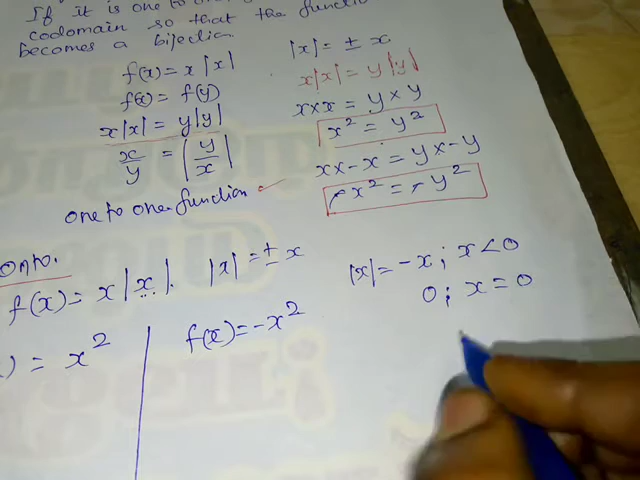 If it is one to one
codomain so that the functio
becomes a bijection
f(x) = x |x|
f(x) = f(y)
x|x| = y|y|
x/y = |y/x|
one to one function
|x| = ± x
x|x| = y|y|
x×x = y×y
x² = y²
x×-x = y×-y
-x² = -y²
onto.
f(x) = x |x|. |x| = ± x
) = x²
f(x) = -x²
|x| = -x ; x<0
0 ; x = 0